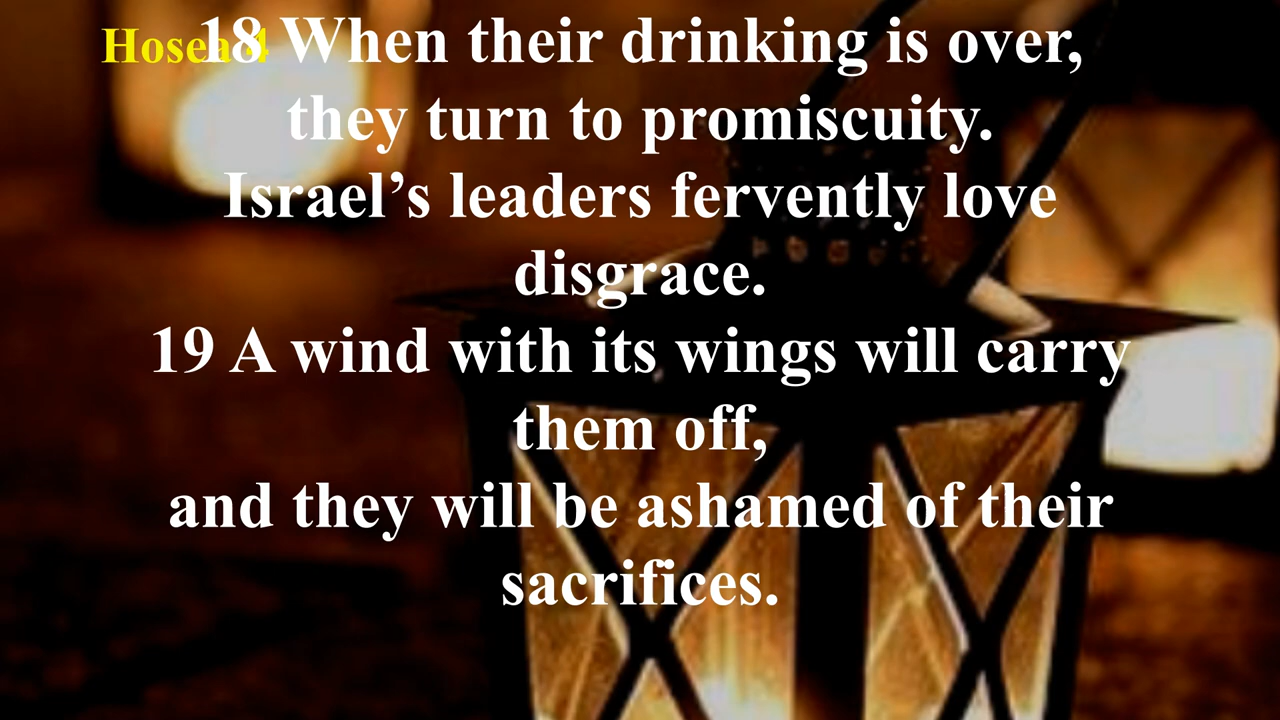 Hosea 4
18 When their drinking is over,
they turn to promiscuity.
Israel’s leaders fervently love
disgrace.
19 A wind with its wings will carry
them off,
and they will be ashamed of their
sacrifices.